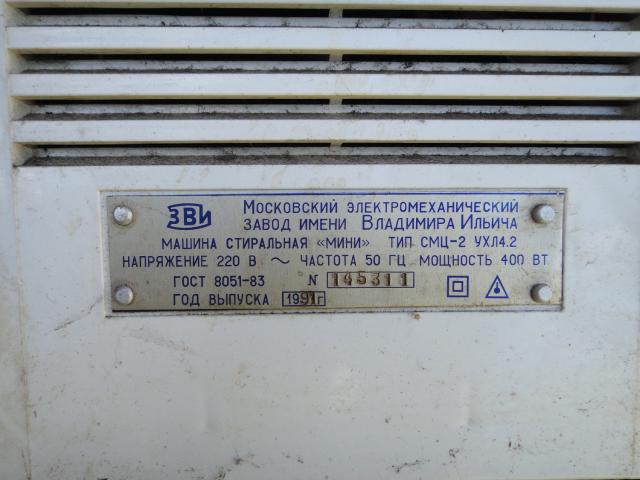 ЗВИ
Московский электромеханический
завод имени Владимира Ильича
машина стиральная «мини» тип СМЦ-2 УХЛ4.2
напряжение 220 В ~ частота 50 Гц мощность 400 Вт
ГОСТ 8051-83 N 145311
год выпуска 1991г